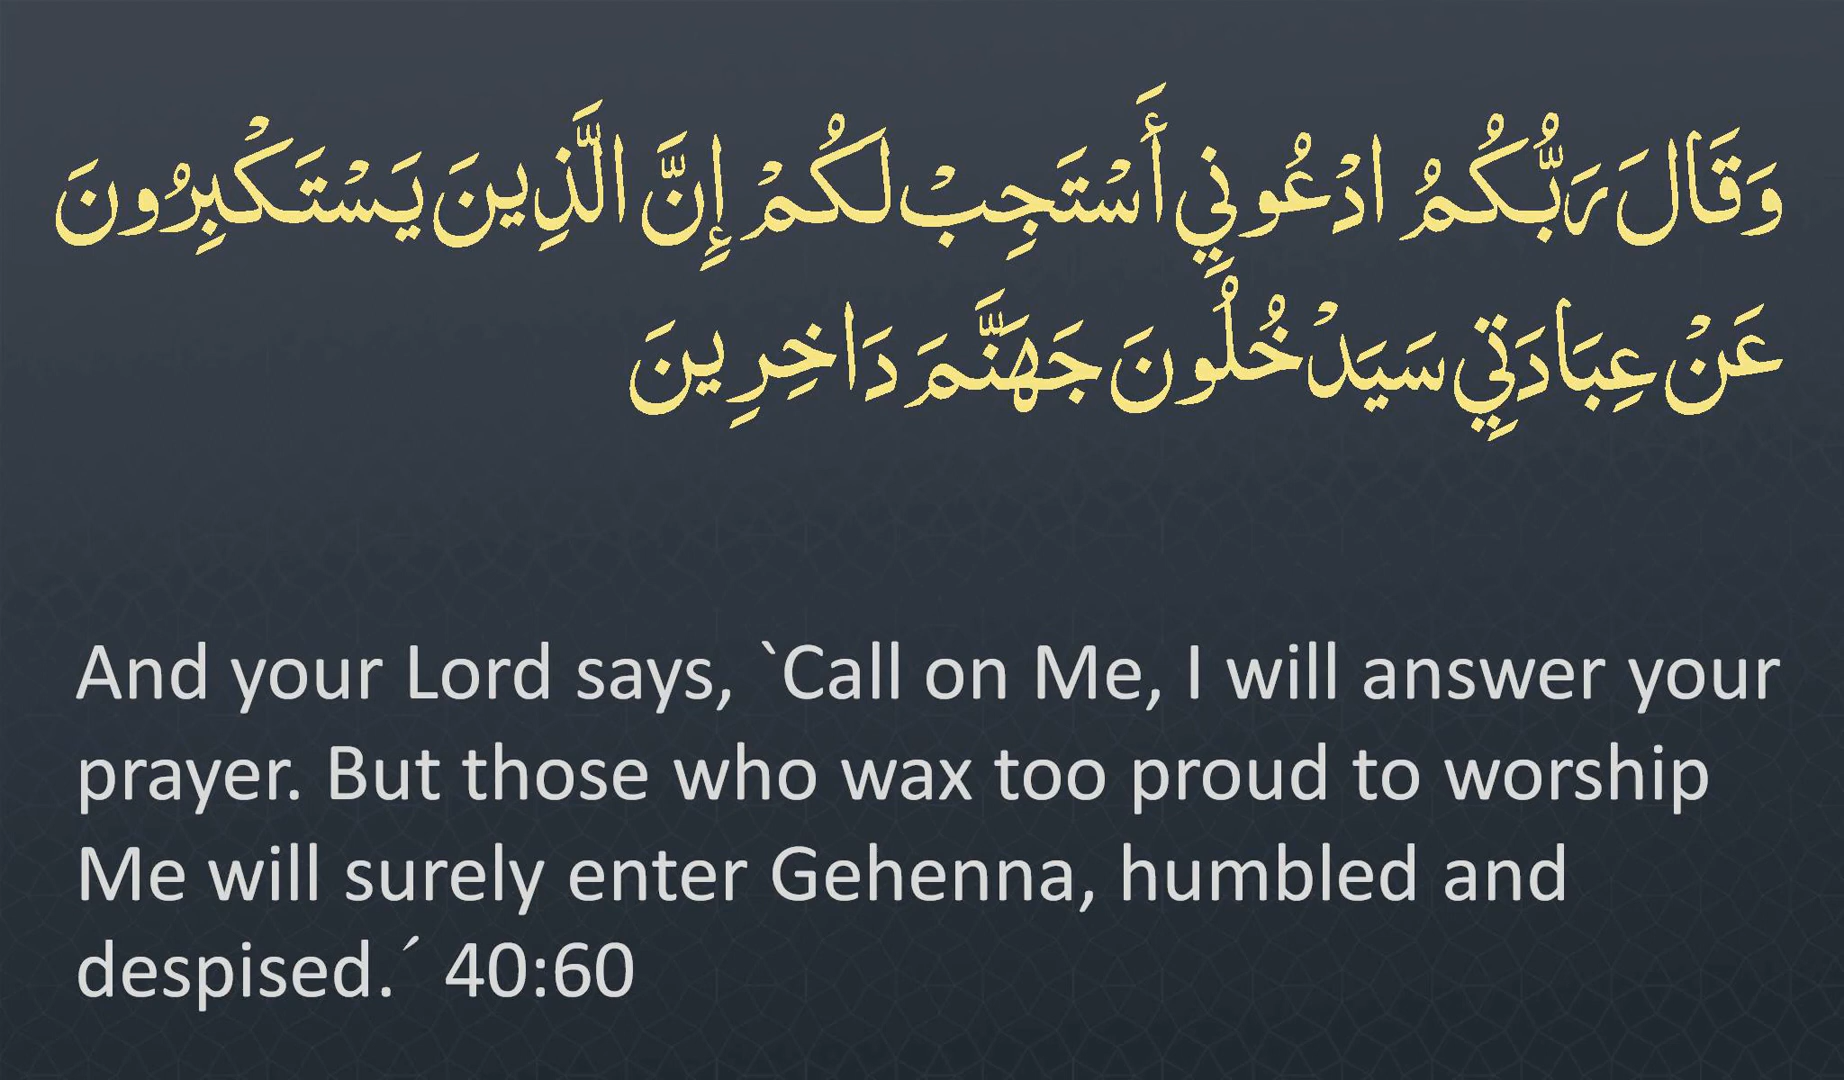 وَقَالَ رَبُّكُمُ ادْعُونِي أَسْتَجِبْ لَكُمْ إِنَّ الَّذِينَ يَسْتَكْبِرُونَ
عَنْ عِبَادَتِي سَيَدْخُلُونَ جَهَنَّمَ دَاخِرِينَ
And your Lord says, `Call on Me, I will answer your
prayer. But those who wax too proud to worship
Me will surely enter Gehenna, humbled and
despised.´ 40:60